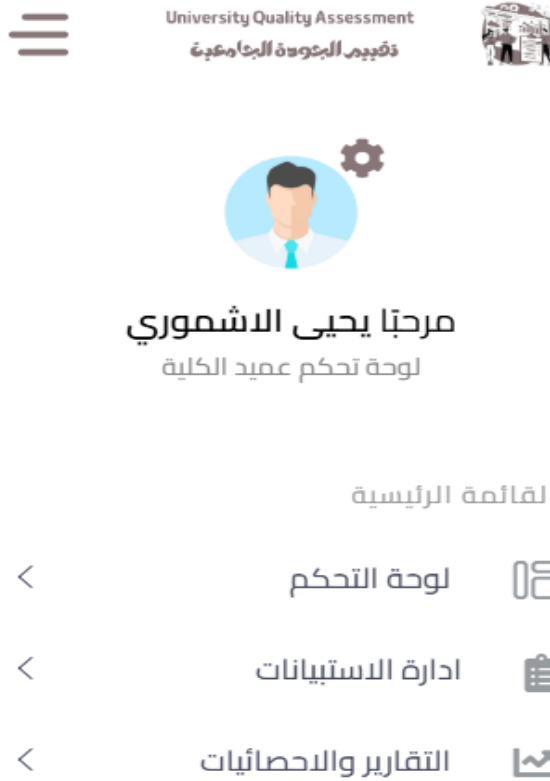 University Quality Assessment
تقييم الجودة الجامعية
مرحبًا يحيى الاشموري
لوحة تحكم عميد الكلية
لقائمة الرئيسية
لوحة التحكم
ادارة الاستبيانات
التقارير والاحصائيات